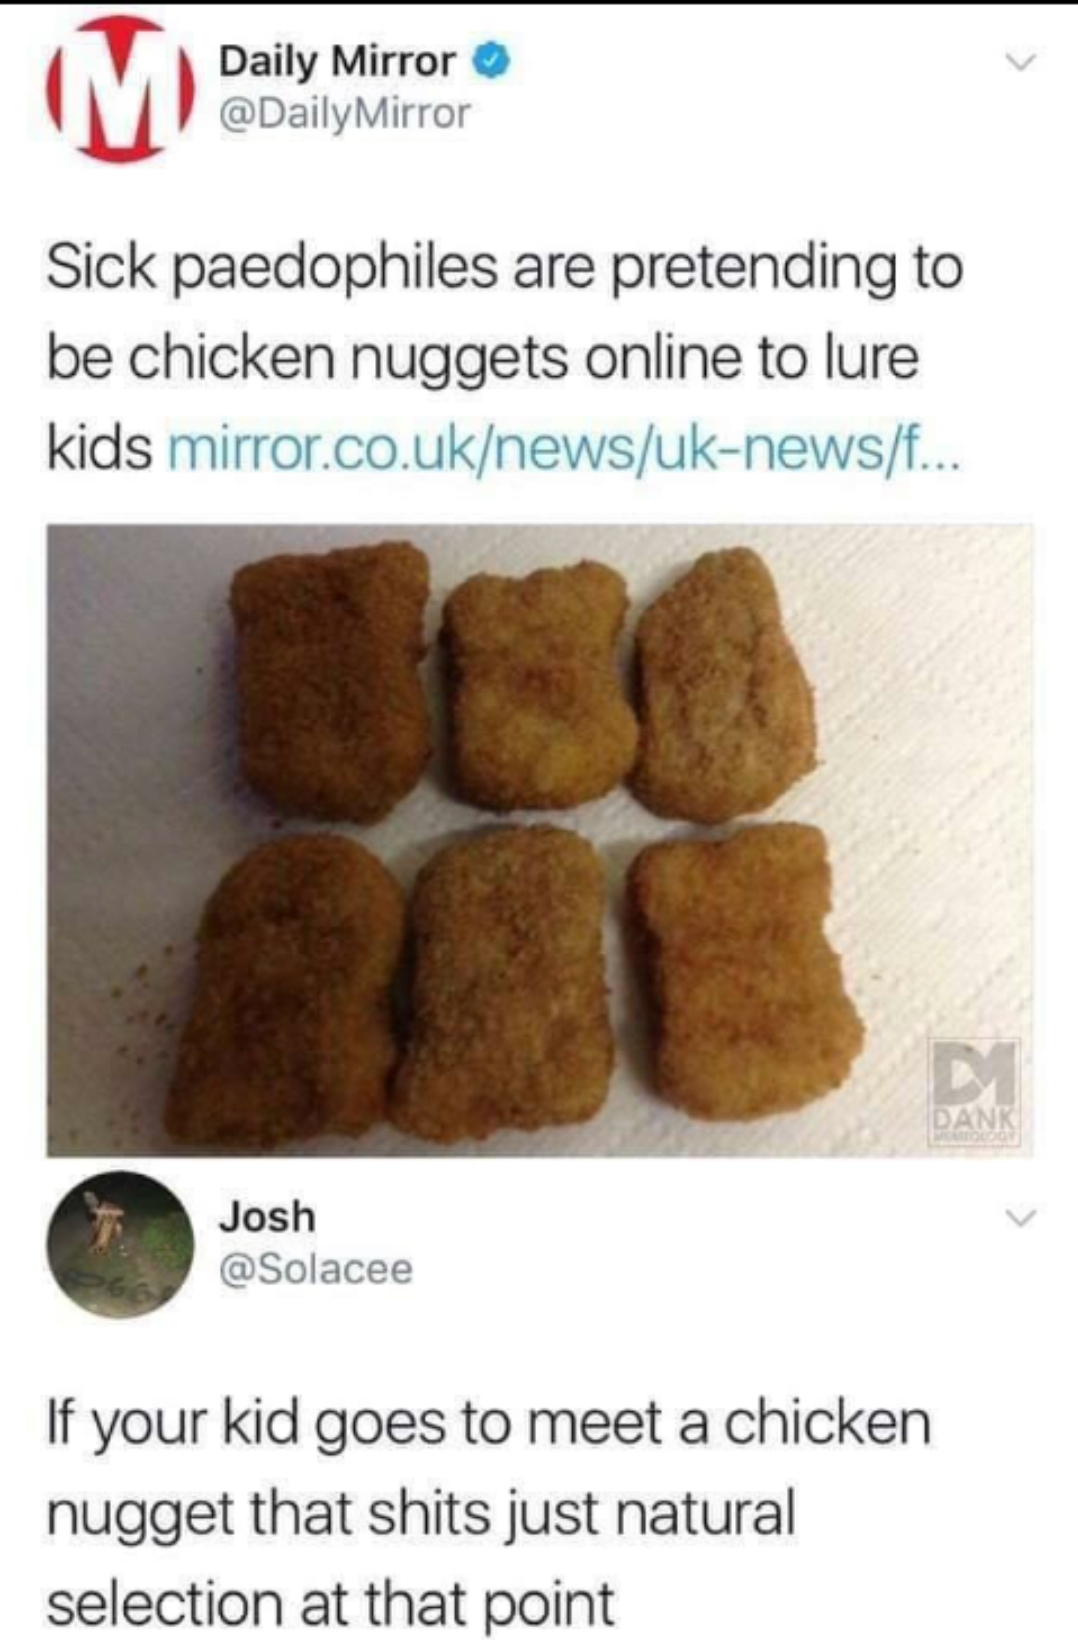 M
Daily Mirror
@DailyMirror
Sick paedophiles are pretending to
be chicken nuggets online to lure
kids mirror.co.uk/news/uk-news/f...
DM
DANK
MEMEOLOGY
Josh
@Solacee
If your kid goes to meet a chicken
nugget that shits just natural
selection at that point